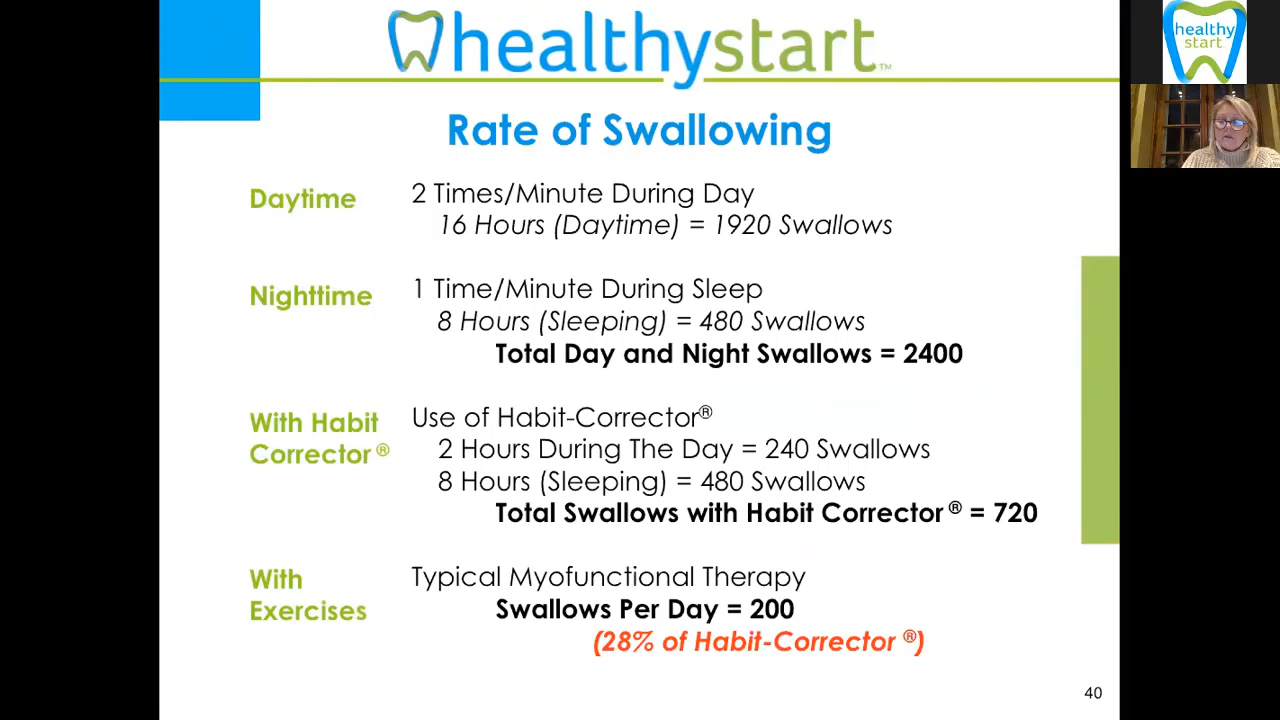 healthystart™
Rate of Swallowing
Daytime
2 Times/Minute During Day
16 Hours (Daytime) = 1920 Swallows
Nighttime
1 Time/Minute During Sleep
8 Hours (Sleeping) = 480 Swallows
Total Day and Night Swallows = 2400
With Habit
Corrector ®
Use of Habit-Corrector®
2 Hours During The Day = 240 Swallows
8 Hours (Sleeping) = 480 Swallows
Total Swallows with Habit Corrector ® = 720
With
Exercises
Typical Myofunctional Therapy
Swallows Per Day = 200
(28% of Habit-Corrector ®)
40
healthy
start